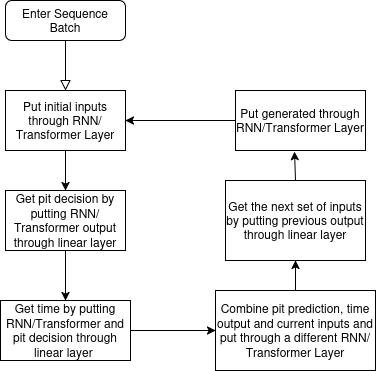 Enter Sequence
Batch
Put initial inputs
through RNN/
Transformer Layer
Put generated through
RNN/Transformer Layer
Get pit decision by
putting RNN/
Transformer output
through linear layer
Get the next set of inputs
by putting previous output
through linear layer
Get time by putting
RNN/Transformer and
pit decision through
linear layer
Combine pit prediction, time
output and current inputs and
put through a different RNN/
Transformer Layer